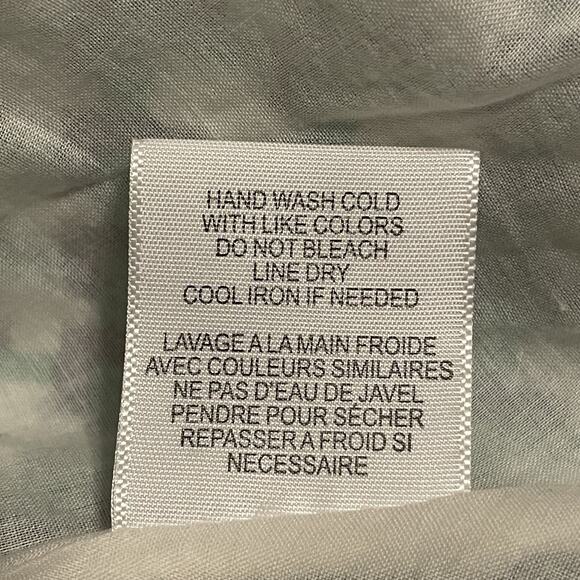 HAND WASH COLD
WITH LIKE COLORS
DO NOT BLEACH
LINE DRY
COOL IRON IF NEEDED
LAVAGE A LA MAIN FROIDE
AVEC COULEURS SIMILAIRES
NE PAS D'EAU DE JAVEL
PENDRE POUR SÉCHER
REPASSER A FROID SI
NECESSAIRE